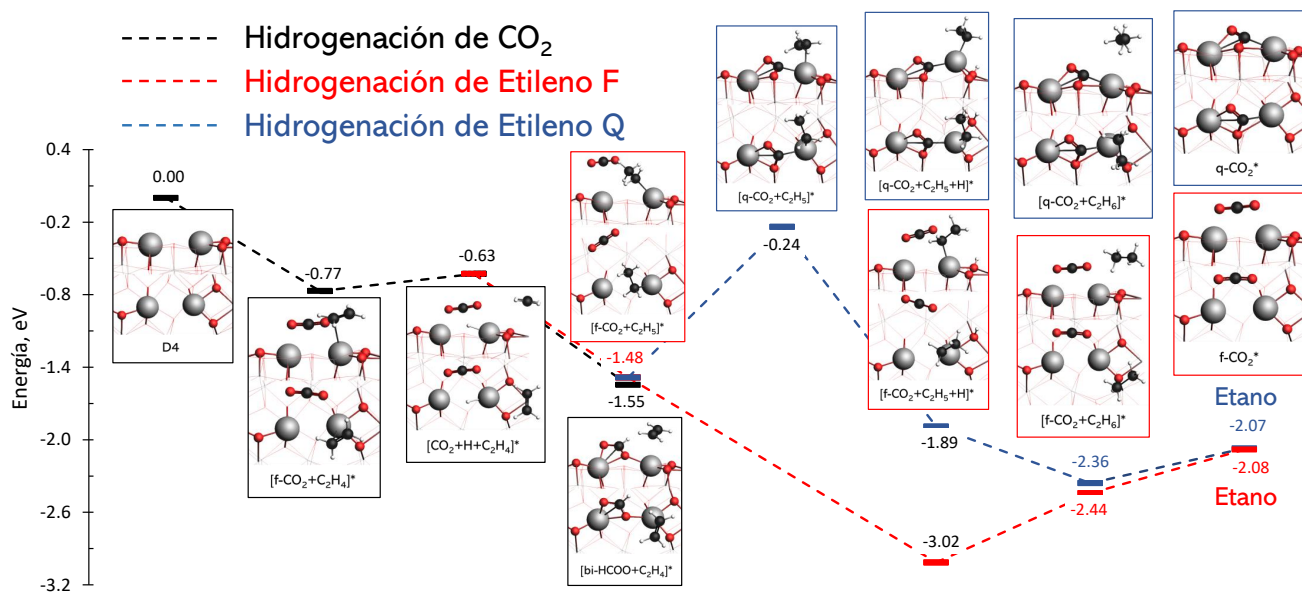 Hidrogenación de CO₂
Hidrogenación de Etileno F
Hidrogenación de Etileno Q
Energía, eV
0.4
-0.2
-0.8
-1.4
-2.0
-2.6
-3.2
0.00
D4
-0.77
[f-CO₂+C₂H₄]*
-0.63
[CO₂+H+C₂H₄]*
[f-CO₂+C₂H₅]*
-1.48
-1.55
[bi-HCOO+C₂H₄]*
[q-CO₂+C₂H₅]*
-0.24
[q-CO₂+C₂H₅+H]*
[f-CO₂+C₂H₅+H]*
-1.89
-3.02
[q-CO₂+C₂H₆]*
[f-CO₂+C₂H₆]*
-2.36
-2.44
q-CO₂*
f-CO₂*
Etano
-2.07
-2.08
Etano